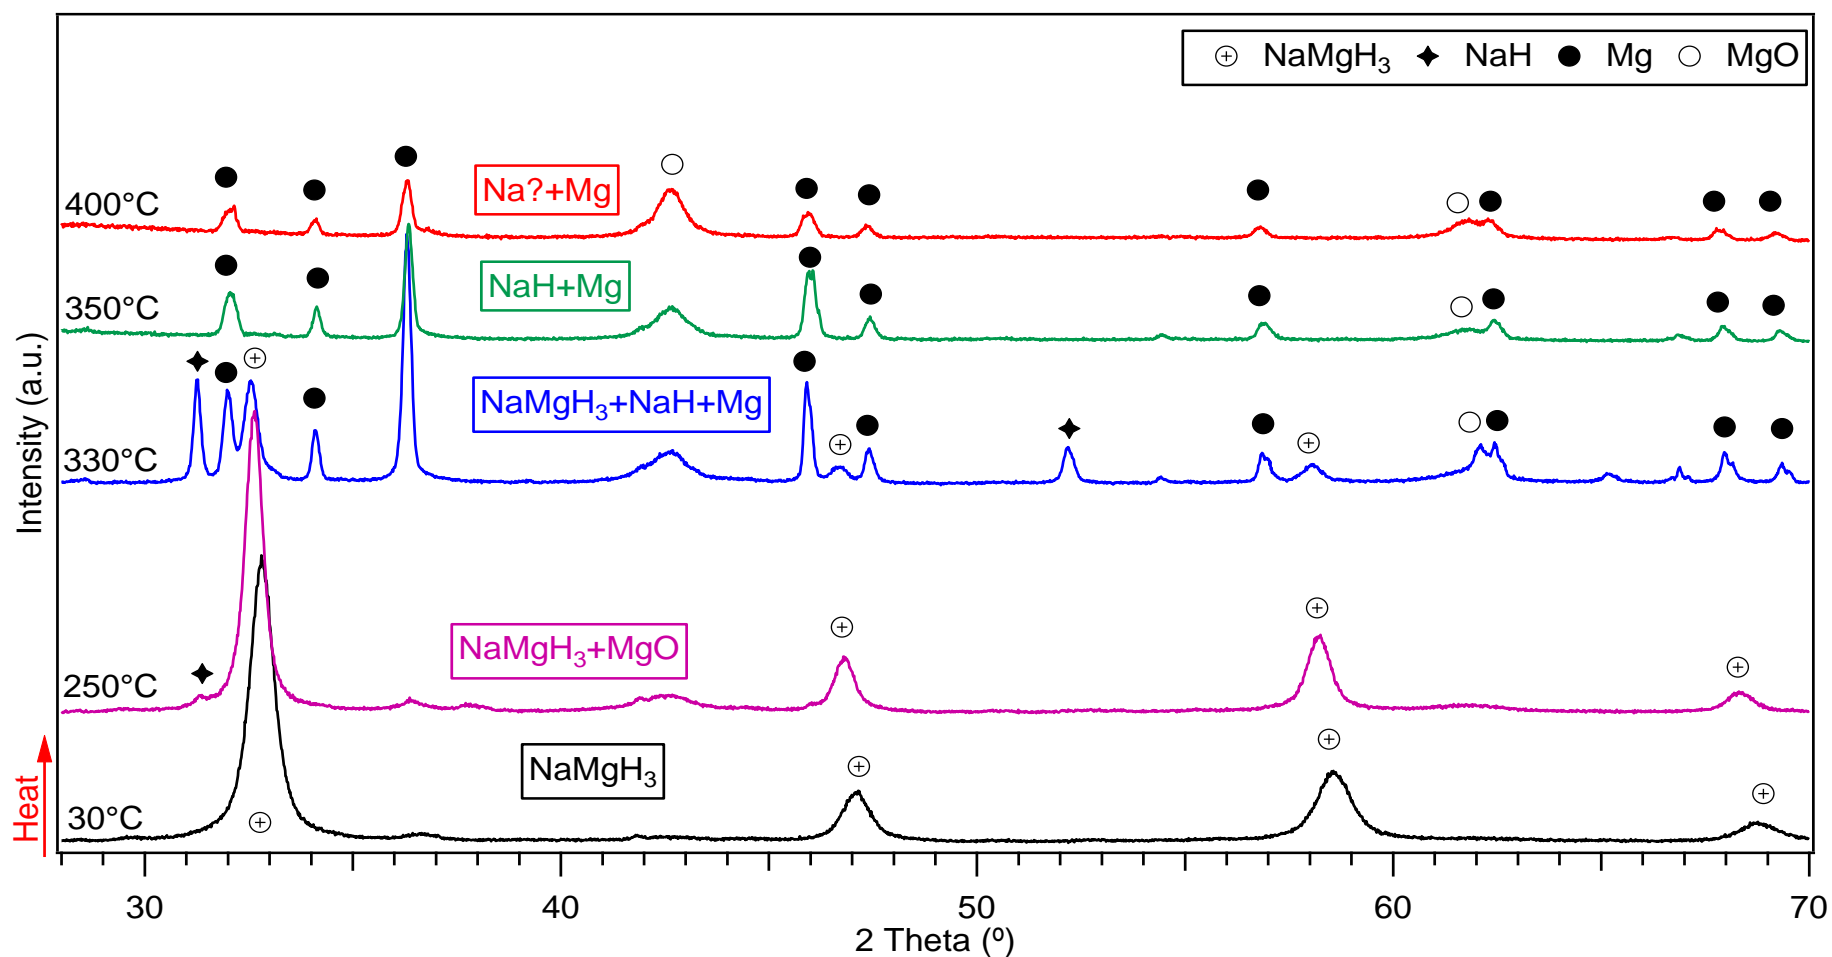 NaMgH₃ NaH Mg MgO
400°C
Na?+Mg
350°C
NaH+Mg
330°C
NaMgH₃+NaH+Mg
250°C
NaMgH₃+MgO
30°C
NaMgH₃
Intensity (a.u.)
Heat
30 40 50 60 70
2 Theta (º)